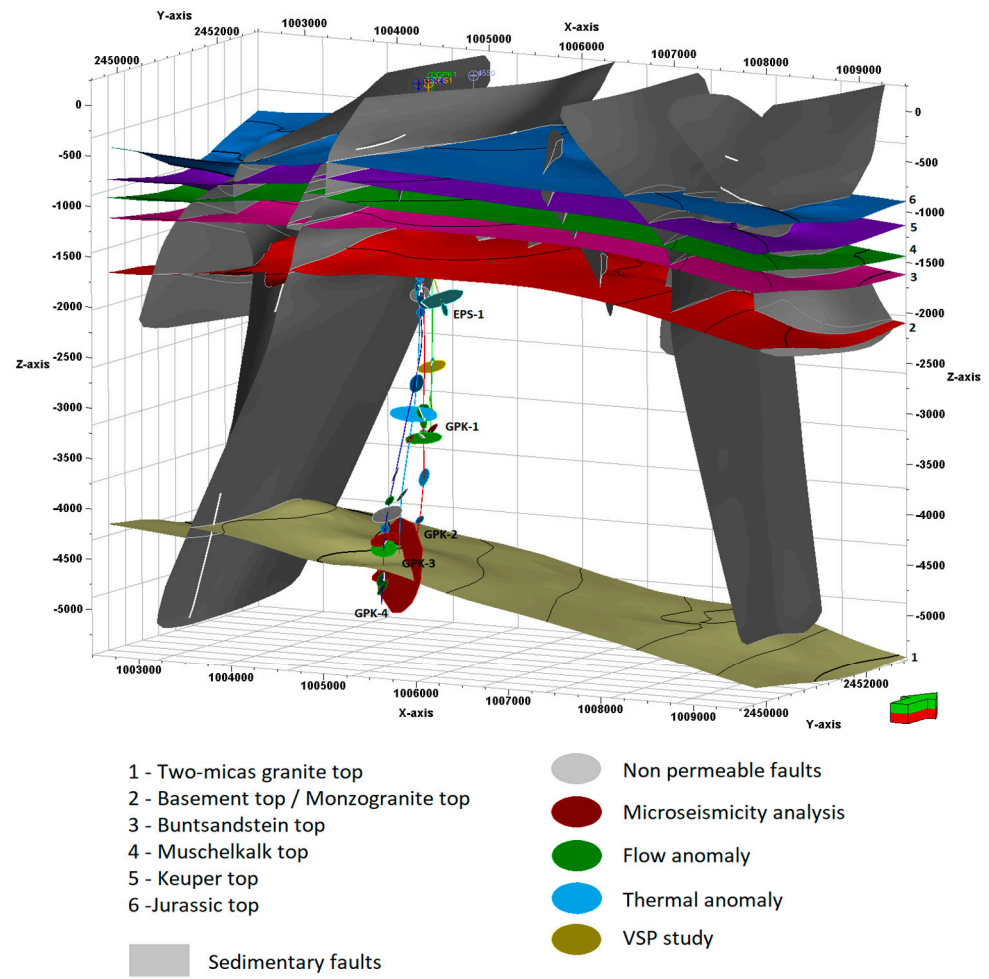 Y-axis
X-axis
2450000
2452000
1003000
1004000
1005000
1006000
1007000
1008000
1009000
0
-500
-1000
-1500
-2000
-2500
-3000
-3500
-4000
-4500
-5000
Z-axis
0
-500
-1000
-1500
-2000
-2500
-3000
-3500
-4000
-4500
-5000
Z-axis
4550
6
5
4
3
2
1
EPS-1
GPK-1
GPK-2
GPK-3
GPK-4
1003000
1004000
1005000
1006000
1007000
1008000
1009000
X-axis
2450000
2452000
Y-axis
1 - Two-micas granite top
2 - Basement top / Monzogranite top
3 - Buntsandstein top
4 - Muschelkalk top
5 - Keuper top
6 -Jurassic top
Sedimentary faults
Non permeable faults
Microseismicity analysis
Flow anomaly
Thermal anomaly
VSP study